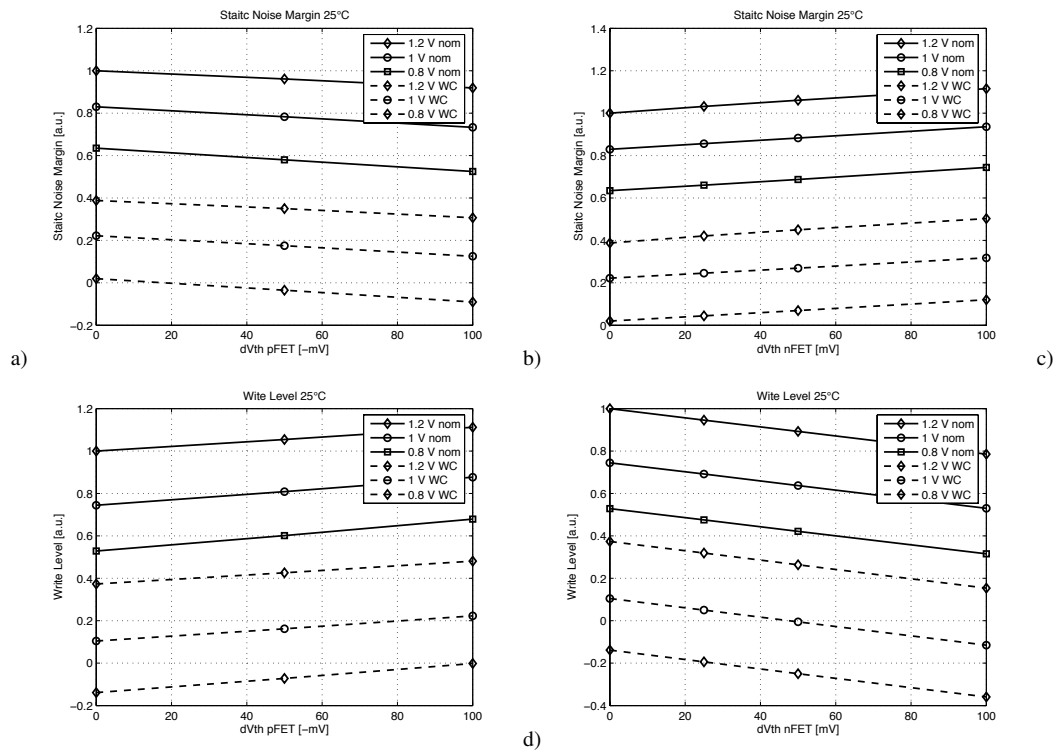 Staitc Noise Margin 25°C
1.4
1.2
1
0.8
0.6
0.4
0.2
0
−0.2
Staitc Noise Margin [a.u.]
1.2 V nom
1 V nom
0.8 V nom
1.2 V WC
1 V WC
0.8 V WC
0 20 40 60 80 100
dVth pFET [−mV]
a)
Staitc Noise Margin 25°C
1.4
1.2
1
0.8
0.6
0.4
0.2
0
Staitc Noise Margin [a.u.]
1.2 V nom
1 V nom
0.8 V nom
1.2 V WC
1 V WC
0.8 V WC
0 20 40 60 80 100
dVth nFET [mV]
b)
c)
Wite Level 25°C
1.2
1
0.8
0.6
0.4
0.2
0
−0.2
Write Level [a.u.]
1.2 V nom
1 V nom
0.8 V nom
1.2 V WC
1 V WC
0.8 V WC
0 20 40 60 80 100
dVth pFET [−mV]
Wite Level 25°C
1
0.8
0.6
0.4
0.2
0
−0.2
−0.4
Write Level [a.u.]
1.2 V nom
1 V nom
0.8 V nom
1.2 V WC
1 V WC
0.8 V WC
0 20 40 60 80 100
dVth nFET [mV]
d)